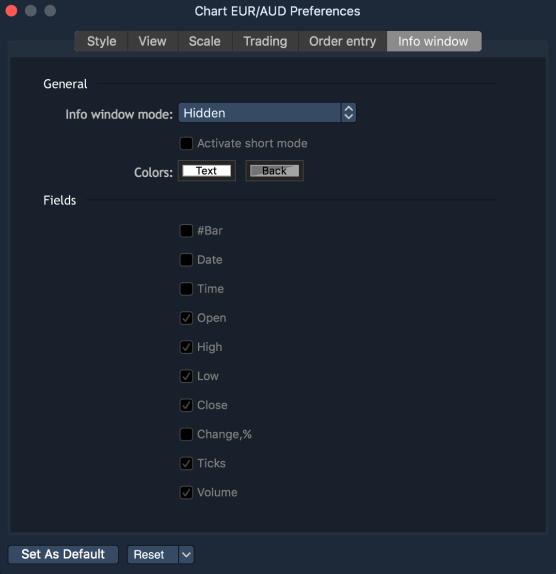 Chart EUR/AUD Preferences
Style View Scale Trading Order entry Info window
General
Info window mode: Hidden
Activate short mode
Colors: Text Back
Fields
#Bar
Date
Time
Open
High
Low
Close
Change,%
Ticks
Volume
Set As Default Reset